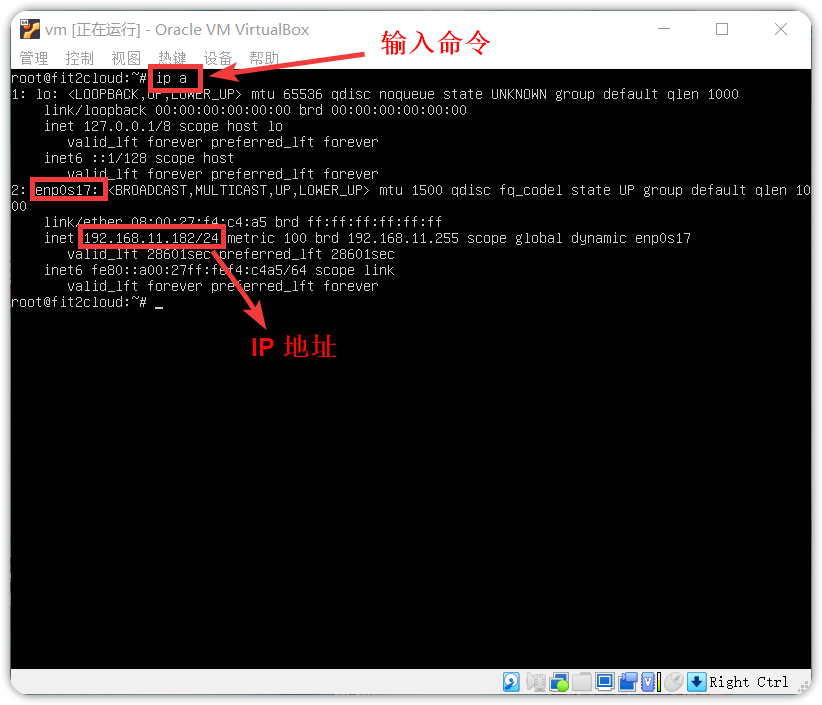 vm [正在运行] - Oracle VM VirtualBox
管理 控制 视图 热键 设备 帮助
输入命令
root@fit2cloud:~# ip a
1: lo: <LOOPBACK,UP,LOWER_UP> mtu 65536 qdisc noqueue state UNKNOWN group default qlen 1000
link/loopback 00:00:00:00:00:00 brd 00:00:00:00:00:00
inet 127.0.0.1/8 scope host lo
valid_lft forever preferred_lft forever
inet6 ::1/128 scope host
valid_lft forever preferred_lft forever
2: enp0s17: <BROADCAST,MULTICAST,UP,LOWER_UP> mtu 1500 qdisc fq_codel state UP group default qlen 10
00
link/ether 08:00:27:f4:c4:a5 brd ff:ff:ff:ff:ff:ff
inet 192.168.11.182/24 metric 100 brd 192.168.11.255 scope global dynamic enp0s17
valid_lft 28601sec preferred_lft 28601sec
inet6 fe80::a00:27ff:fef4:c4a5/64 scope link
valid_lft forever preferred_lft forever
root@fit2cloud:~# _
IP 地址
Right Ctrl